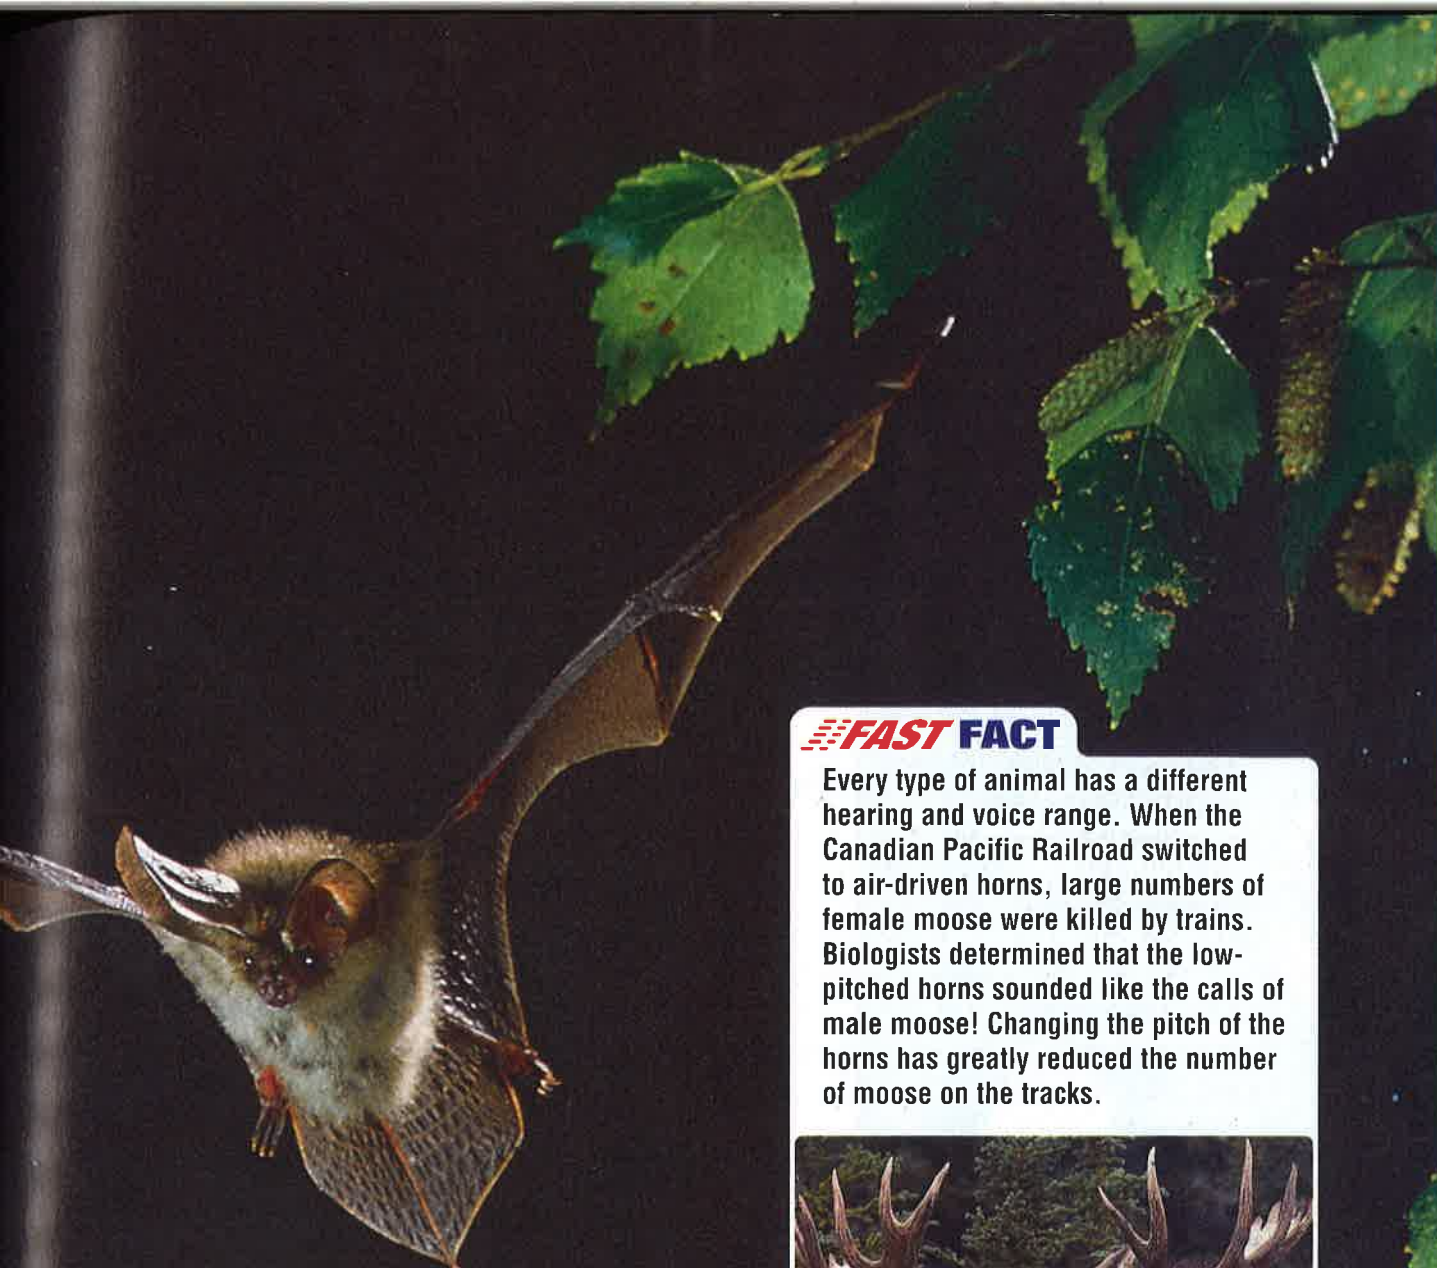 FAST FACT
Every type of animal has a different
hearing and voice range. When the
Canadian Pacific Railroad switched
to air-driven horns, large numbers of
female moose were killed by trains.
Biologists determined that the low-
pitched horns sounded like the calls of
male moose! Changing the pitch of the
horns has greatly reduced the number
of moose on the tracks.